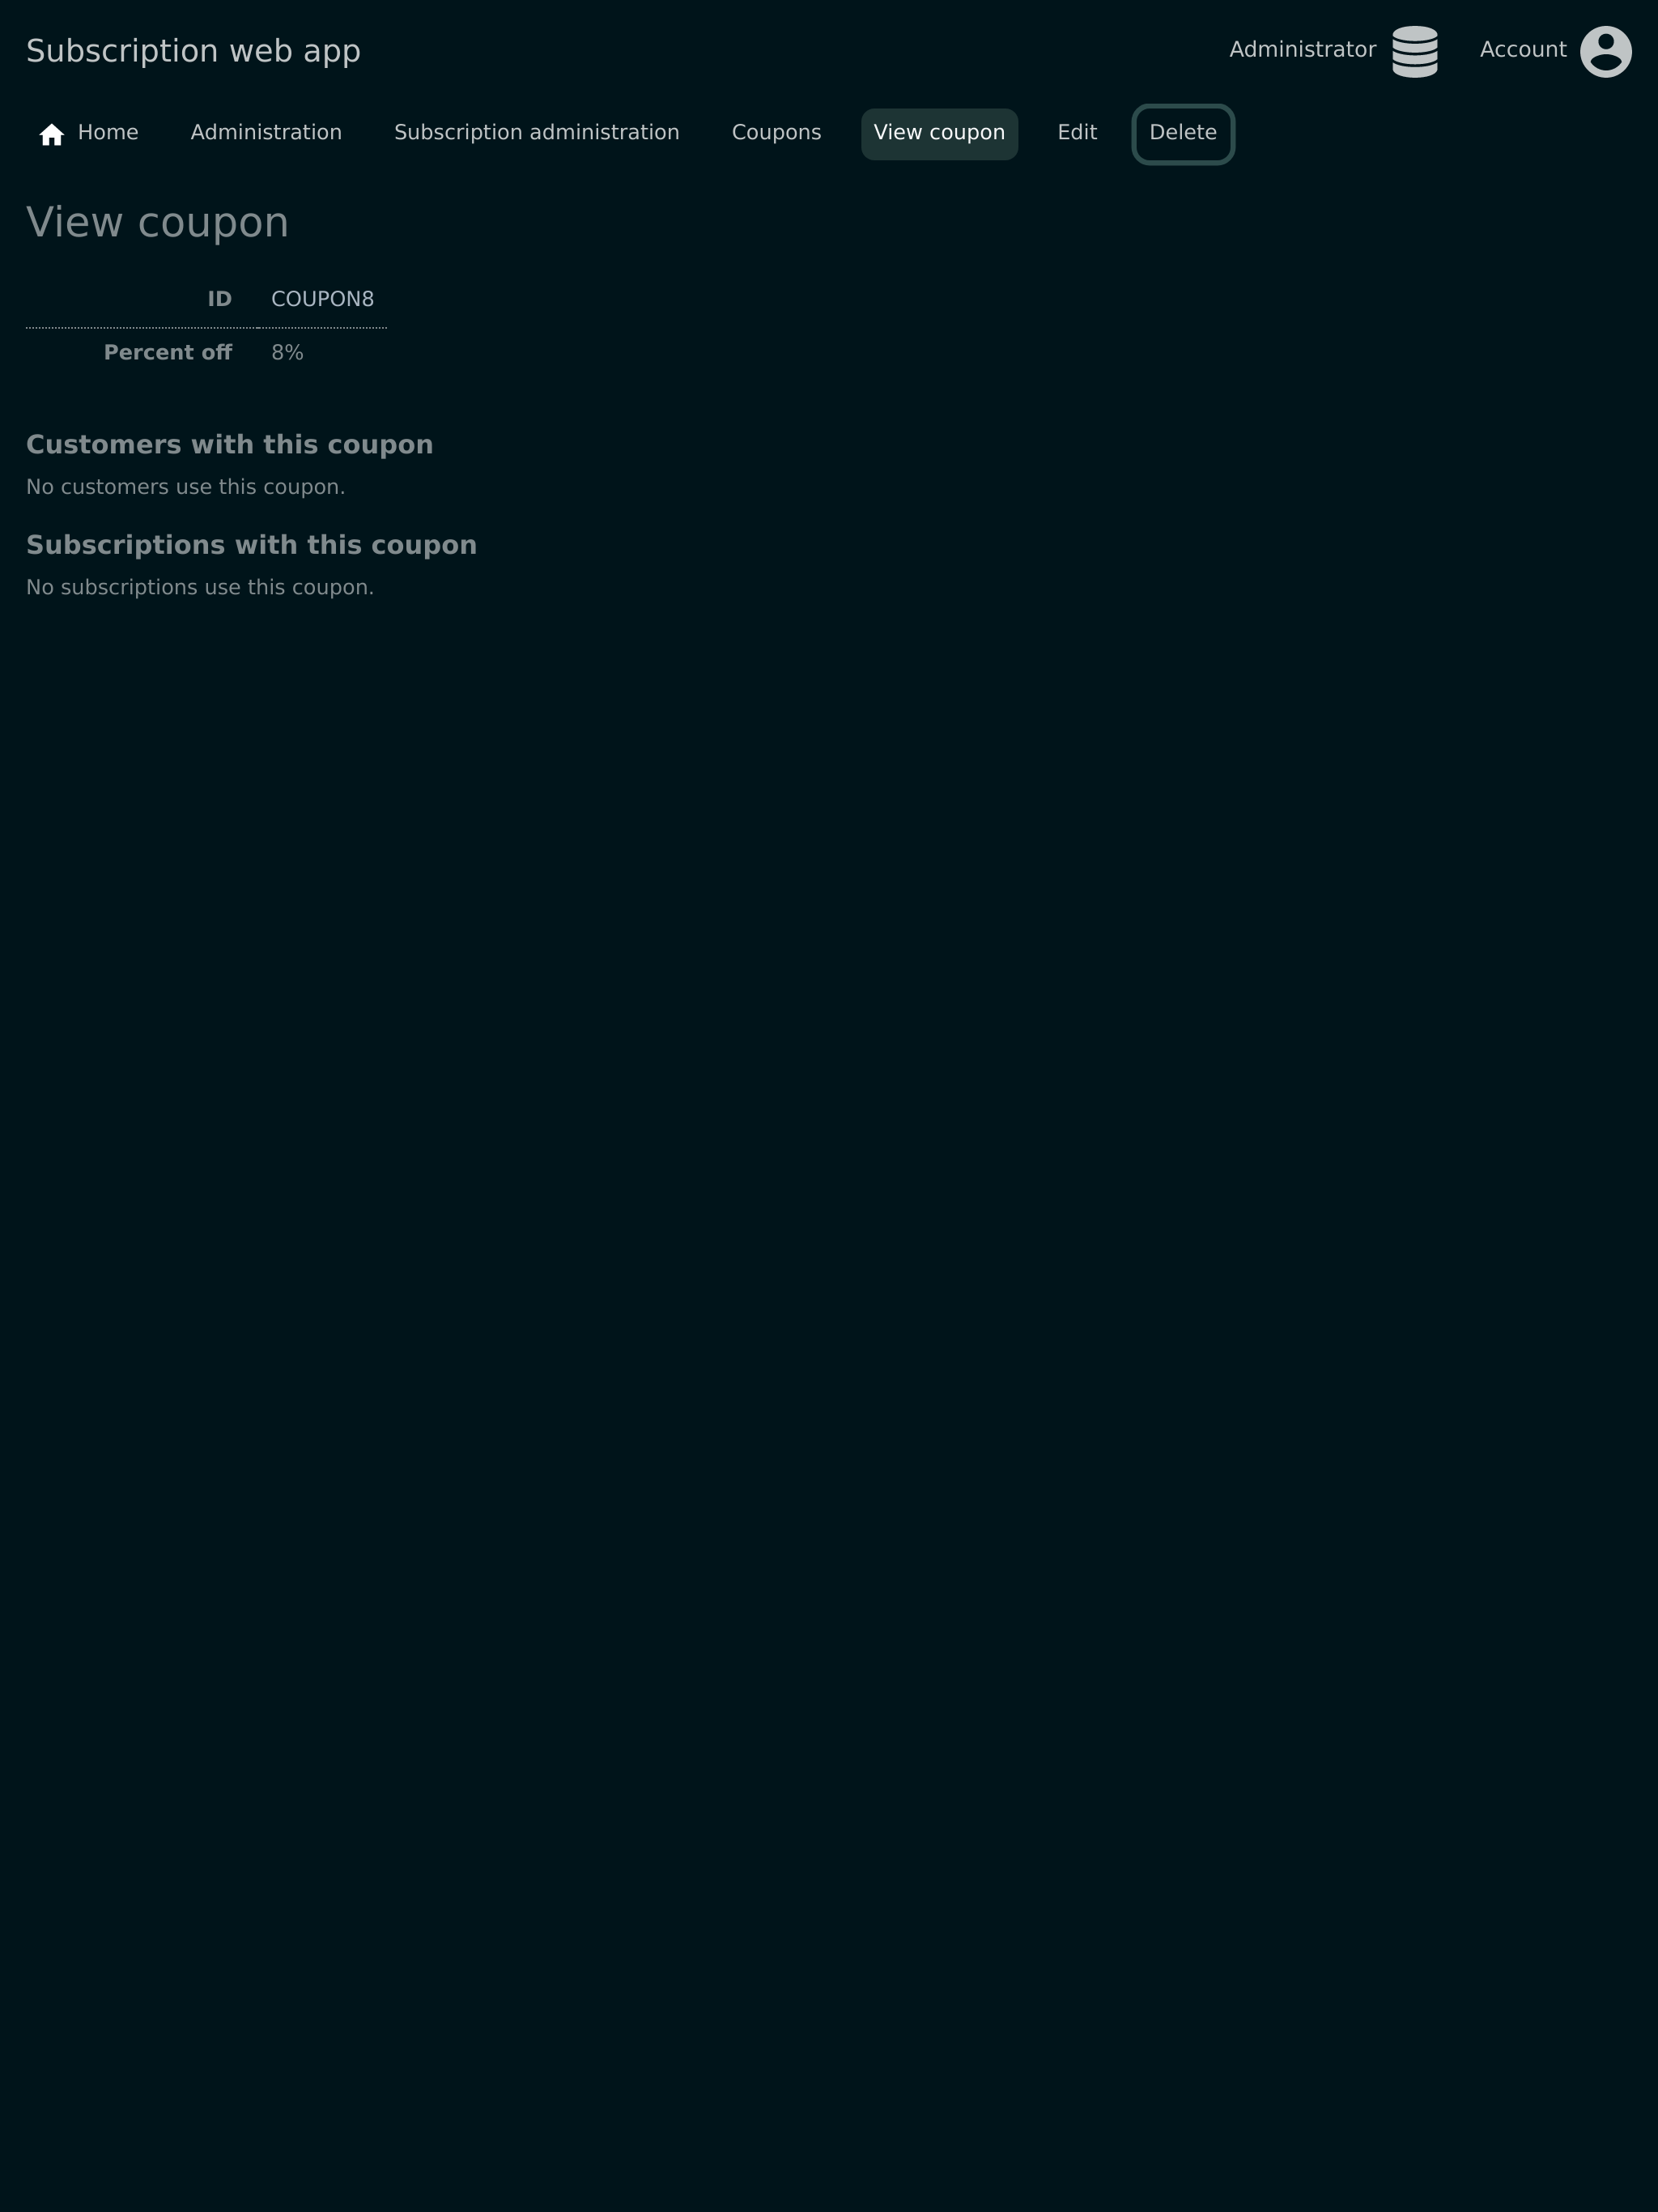 Subscription web app
Administrator
Account
Home Administration Subscription administration Coupons View coupon Edit Delete
View coupon
ID COUPON8
Percent off 8%
Customers with this coupon
No customers use this coupon.
Subscriptions with this coupon
No subscriptions use this coupon.